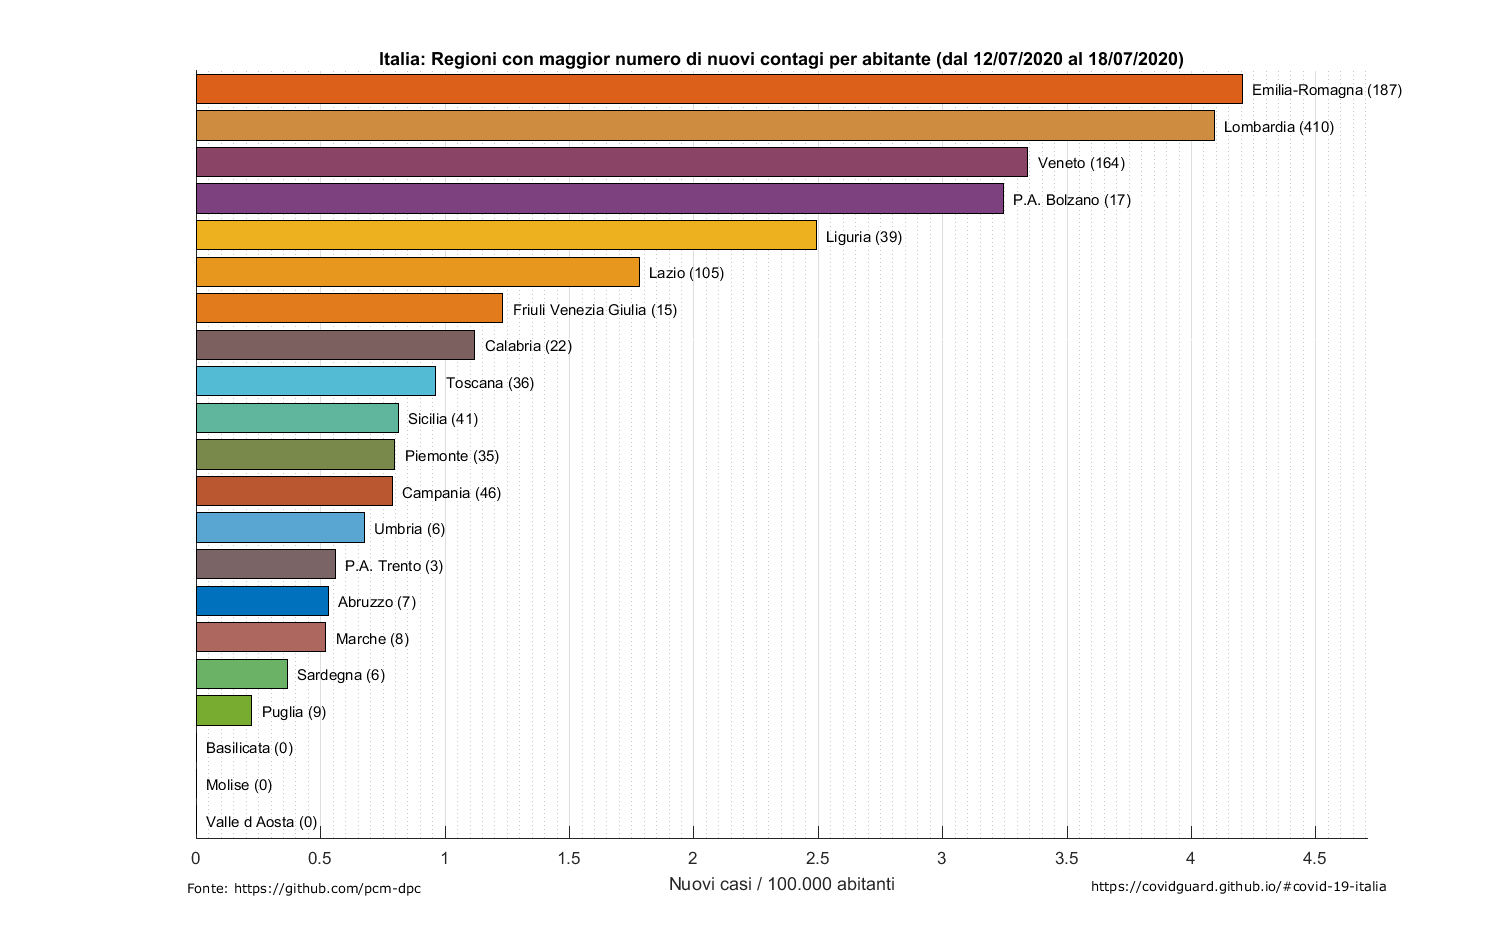 Italia: Regioni con maggior numero di nuovi contagi per abitante (dal 12/07/2020 al 18/07/2020)
Emilia-Romagna (187)
Lombardia (410)
Veneto (164)
P.A. Bolzano (17)
Liguria (39)
Lazio (105)
Friuli Venezia Giulia (15)
Calabria (22)
Toscana (36)
Sicilia (41)
Piemonte (35)
Campania (46)
Umbria (6)
P.A. Trento (3)
Abruzzo (7)
Marche (8)
Sardegna (6)
Puglia (9)
Basilicata (0)
Molise (0)
Valle d Aosta (0)
0 0.5 1 1.5 2 2.5 3 3.5 4 4.5
Nuovi casi / 100.000 abitanti
Fonte: https://github.com/pcm-dpc
https://covidguard.github.io/#covid-19-italia